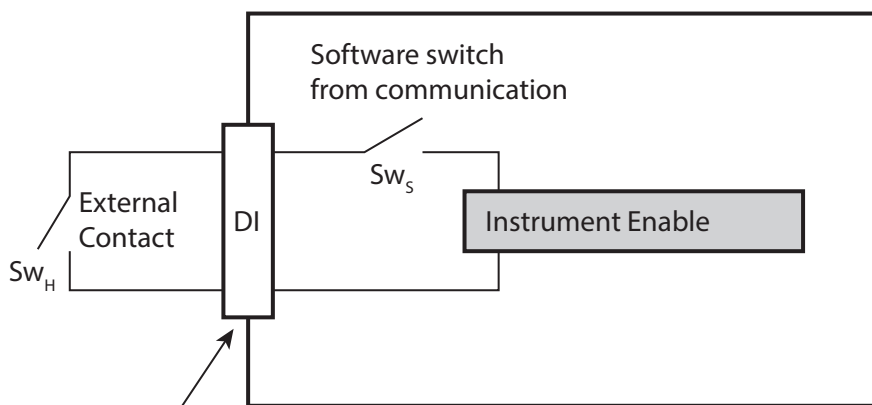 Software switch
from communication
Sw_S
External
Contact
DI
Instrument Enable
Sw_H